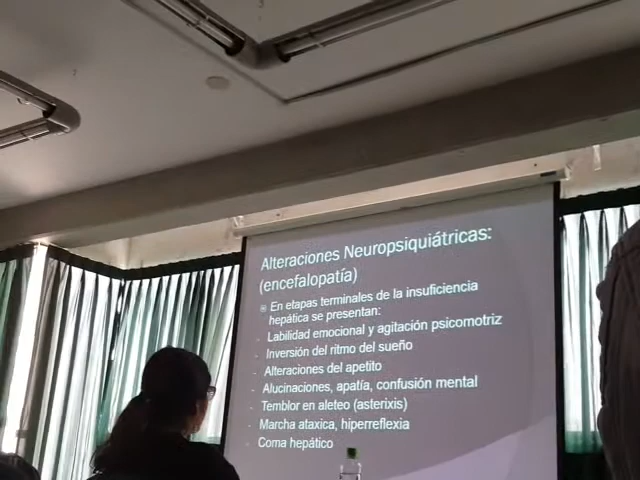 Alteraciones Neuropsiquiátricas:
(encefalopatía)
En etapas terminales de la insuficiencia
hepática se presentan:
- Labilidad emocional y agitación psicomotriz
- Inversión del ritmo del sueño
- Alteraciones del apetito
- Alucinaciones, apatía, confusión mental
- Temblor en aleteo (asterixis)
- Marcha ataxica, hiperreflexia
- Coma hepático